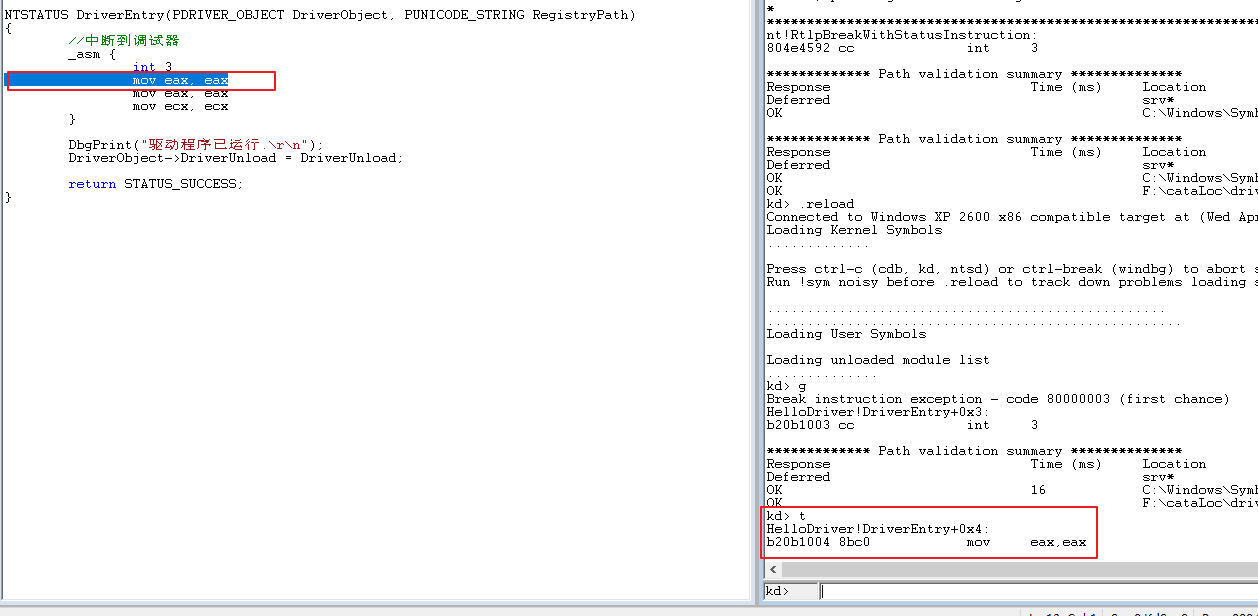 NTSTATUS DriverEntry(PDRIVER_OBJECT DriverObject, PUNICODE_STRING RegistryPath)
{
//中断到调试器
_asm {
int 3
mov eax, eax
mov eax, eax
mov ecx, ecx
}
DbgPrint("驱动程序已运行.\r\n");
DriverObject->DriverUnload = DriverUnload;
return STATUS_SUCCESS;
}
*
*******************************************************
nt!RtlpBreakWithStatusInstruction:
804e4592 cc int 3
************* Path validation summary **************
Response Time (ms) Location
Deferred srv*
OK C:\Windows\Symb
************* Path validation summary **************
Response Time (ms) Location
Deferred srv*
OK C:\Windows\Symb
OK F:\cataLoc\driv
kd> .reload
Connected to Windows XP 2600 x86 compatible target at (Wed Apr
Loading Kernel Symbols
.............
Press ctrl-c (cdb, kd, ntsd) or ctrl-break (windbg) to abort s
Run !sym noisy before .reload to track down problems loading s
..................................................
....................................................
Loading User Symbols
Loading unloaded module list
..............
kd> g
Break instruction exception - code 80000003 (first chance)
HelloDriver!DriverEntry+0x3:
b20b1003 cc int 3
************* Path validation summary **************
Response Time (ms) Location
Deferred srv*
OK 16 C:\Windows\Symb
OK F:\cataLoc\driv
kd> t
HelloDriver!DriverEntry+0x4:
b20b1004 8bc0 mov eax,eax
<
kd>